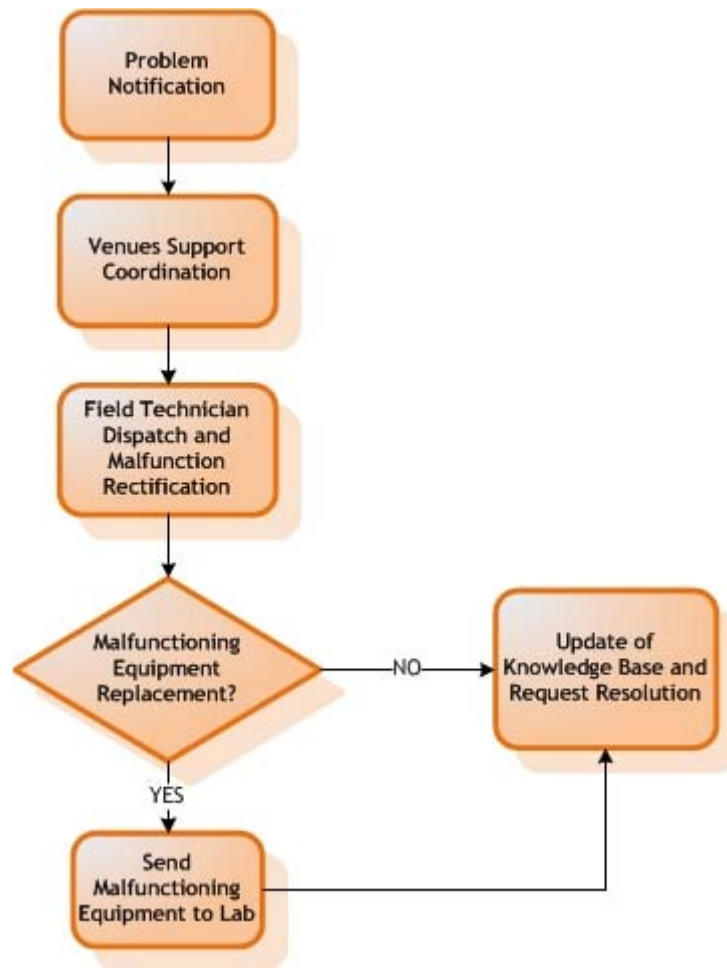 Problem
Notification
Venues Support
Coordination
Field Technician
Dispatch and
Malfunction
Rectification
Malfunctioning
Equipment
Replacement?
NO
Update of
Knowledge Base and
Request Resolution
YES
Send
Malfunctioning
Equipment to Lab